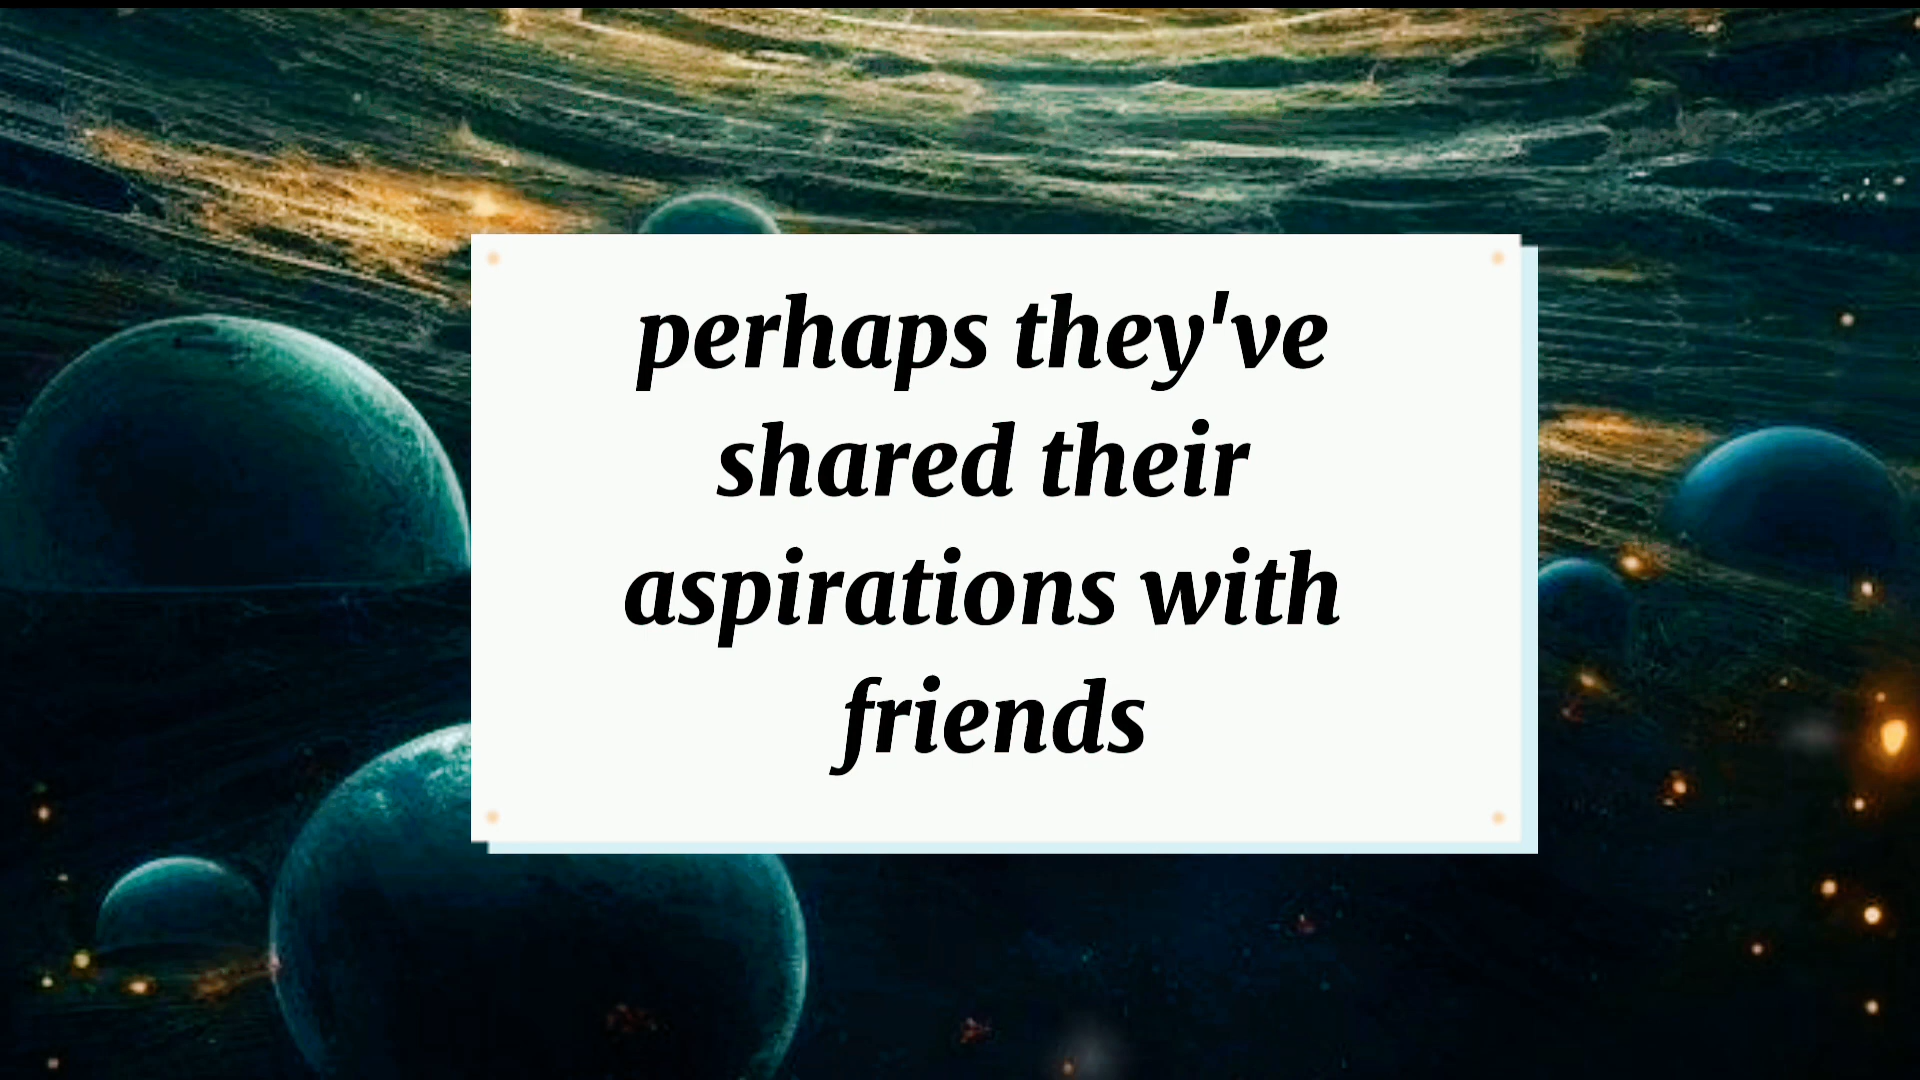 perhaps they've
shared their
aspirations with
friends